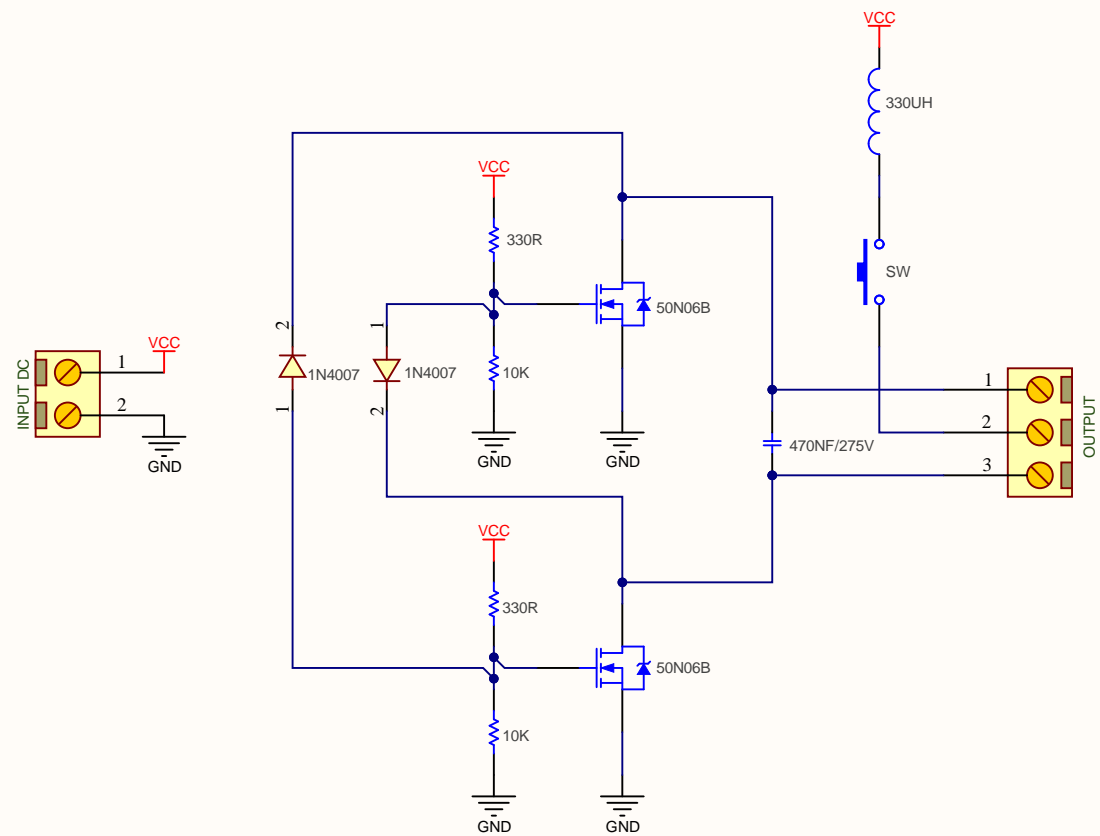 VCC
330UH
VCC
330R
SW
50N06B
2
1
1N4007
1N4007
10K
1
2
VCC
1
2
INPUT DC
GND
GND
GND
1
2
3
OUTPUT
470NF/275V
VCC
330R
50N06B
10K
GND
GND